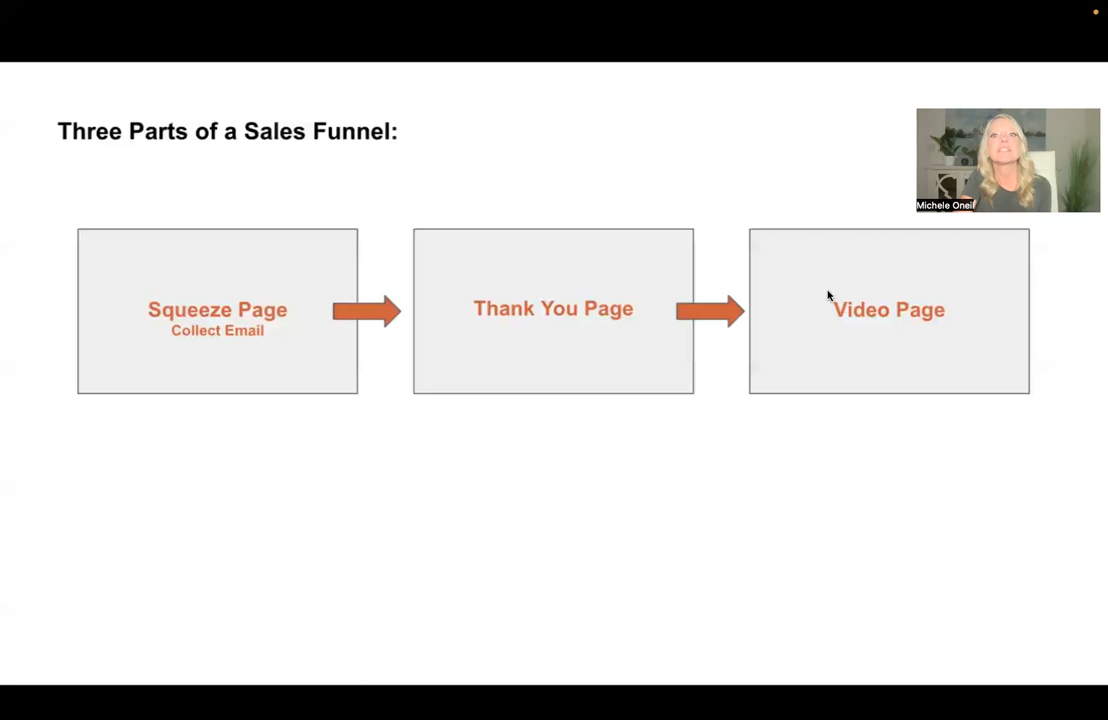 Three Parts of a Sales Funnel:
Michele Oneil
Squeeze Page
Collect Email
Thank You Page
Video Page